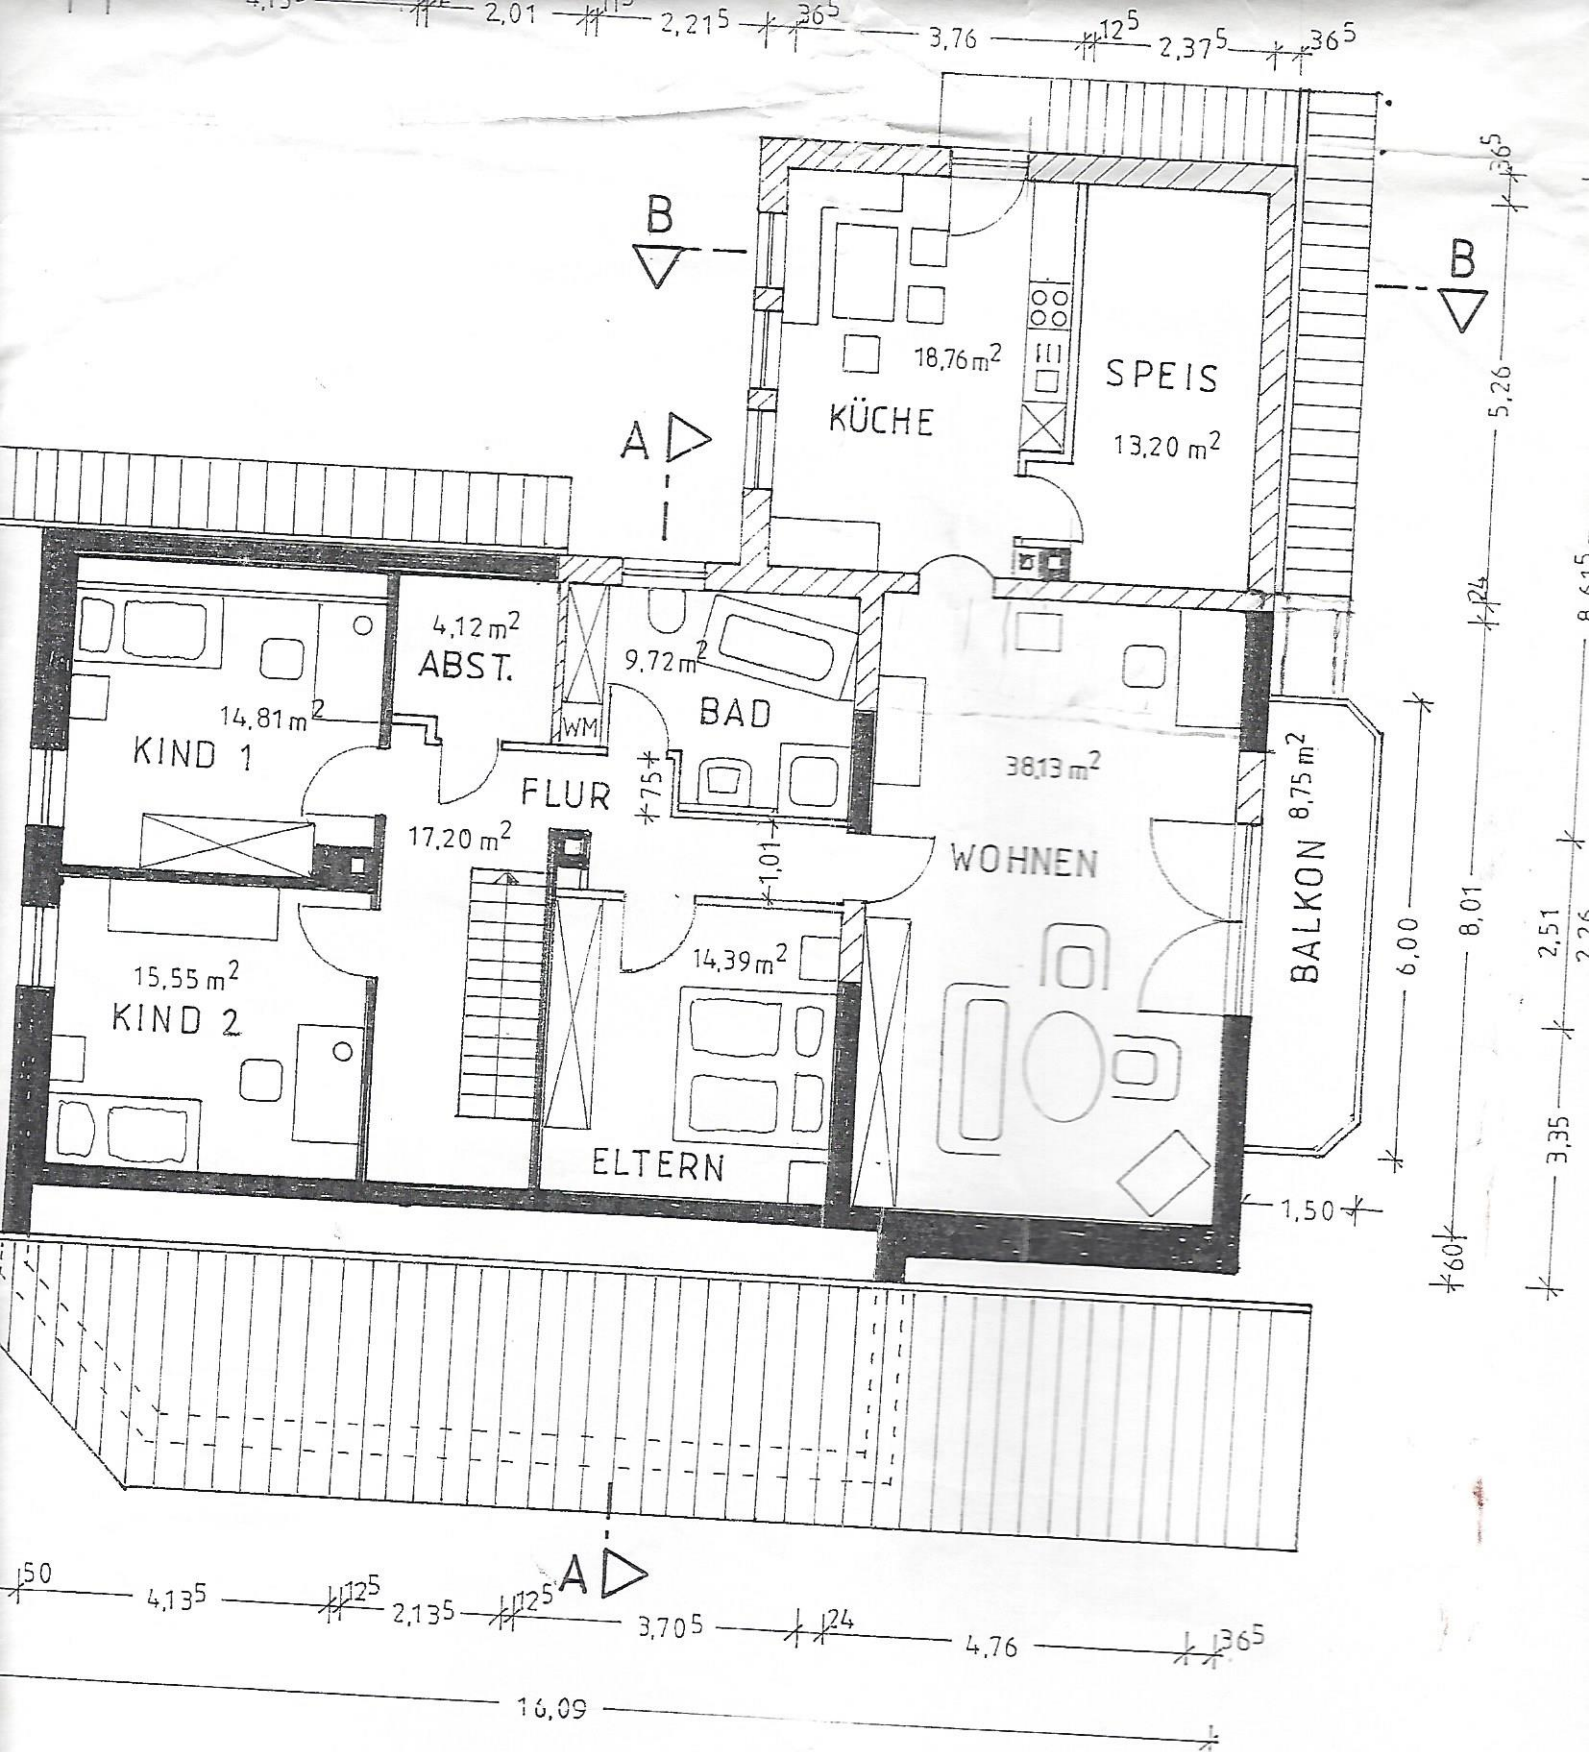 2,01
2,21⁵
36⁵
3,76
12⁵
2,37⁵
36⁵
36⁵
B
B
5,26
18,76 m²
SPEIS
KÜCHE
13,20 m²
A
24
4,12 m²
ABST.
9,72 m²
BAD
WM
14,81 m²
KIND 1
FLUR
75
17,20 m²
1,01
38,13 m²
WOHNEN
BALKON 8,75 m²
6,00
8,01
2,51
15,55 m²
KIND 2
14,39 m²
ELTERN
3,35
1,50
60
A
50
4,13⁵
12⁵
2,13⁵
12⁵
3,70⁵
24
4,76
36⁵
16,09